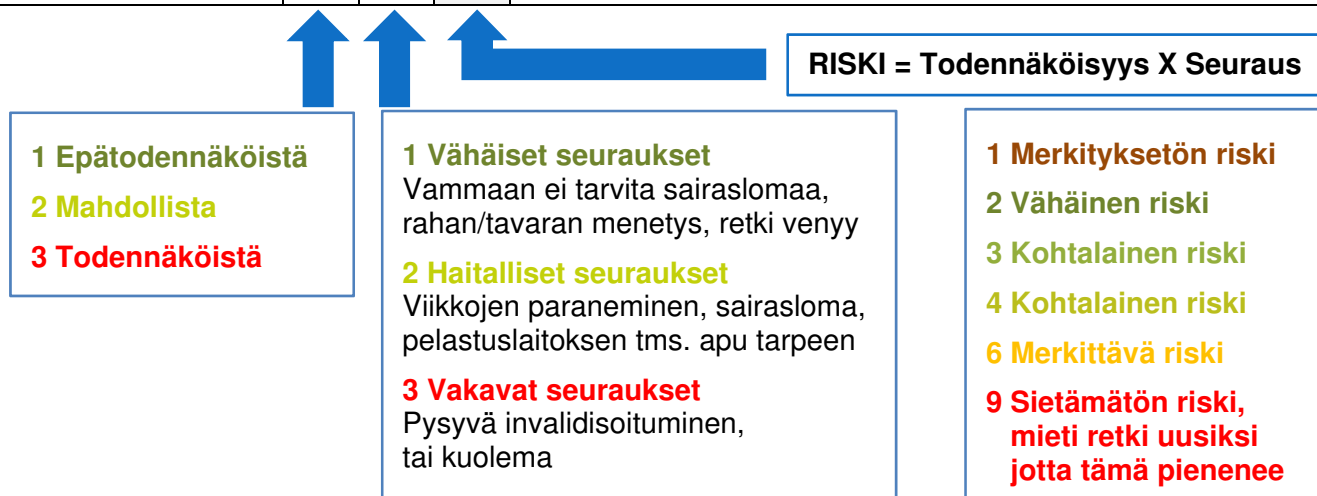 RISKI = Todennäköisyys X Seuraus
1 Epätodennäköistä
2 Mahdollista
3 Todennäköistä
1 Vähäiset seuraukset
Vammaan ei tarvita sairaslomaa,
rahan/tavaran menetys, retki venyy
2 Haitalliset seuraukset
Viikkojen paraneminen, sairasloma,
pelastuslaitoksen tms. apu tarpeen
3 Vakavat seuraukset
Pysyvä invalidisoituminen,
tai kuolema
1 Merkityksetön riski
2 Vähäinen riski
3 Kohtalainen riski
4 Kohtalainen riski
6 Merkittävä riski
9 Sietämätön riski,
mieti retki uusiksi
jotta tämä pienenee